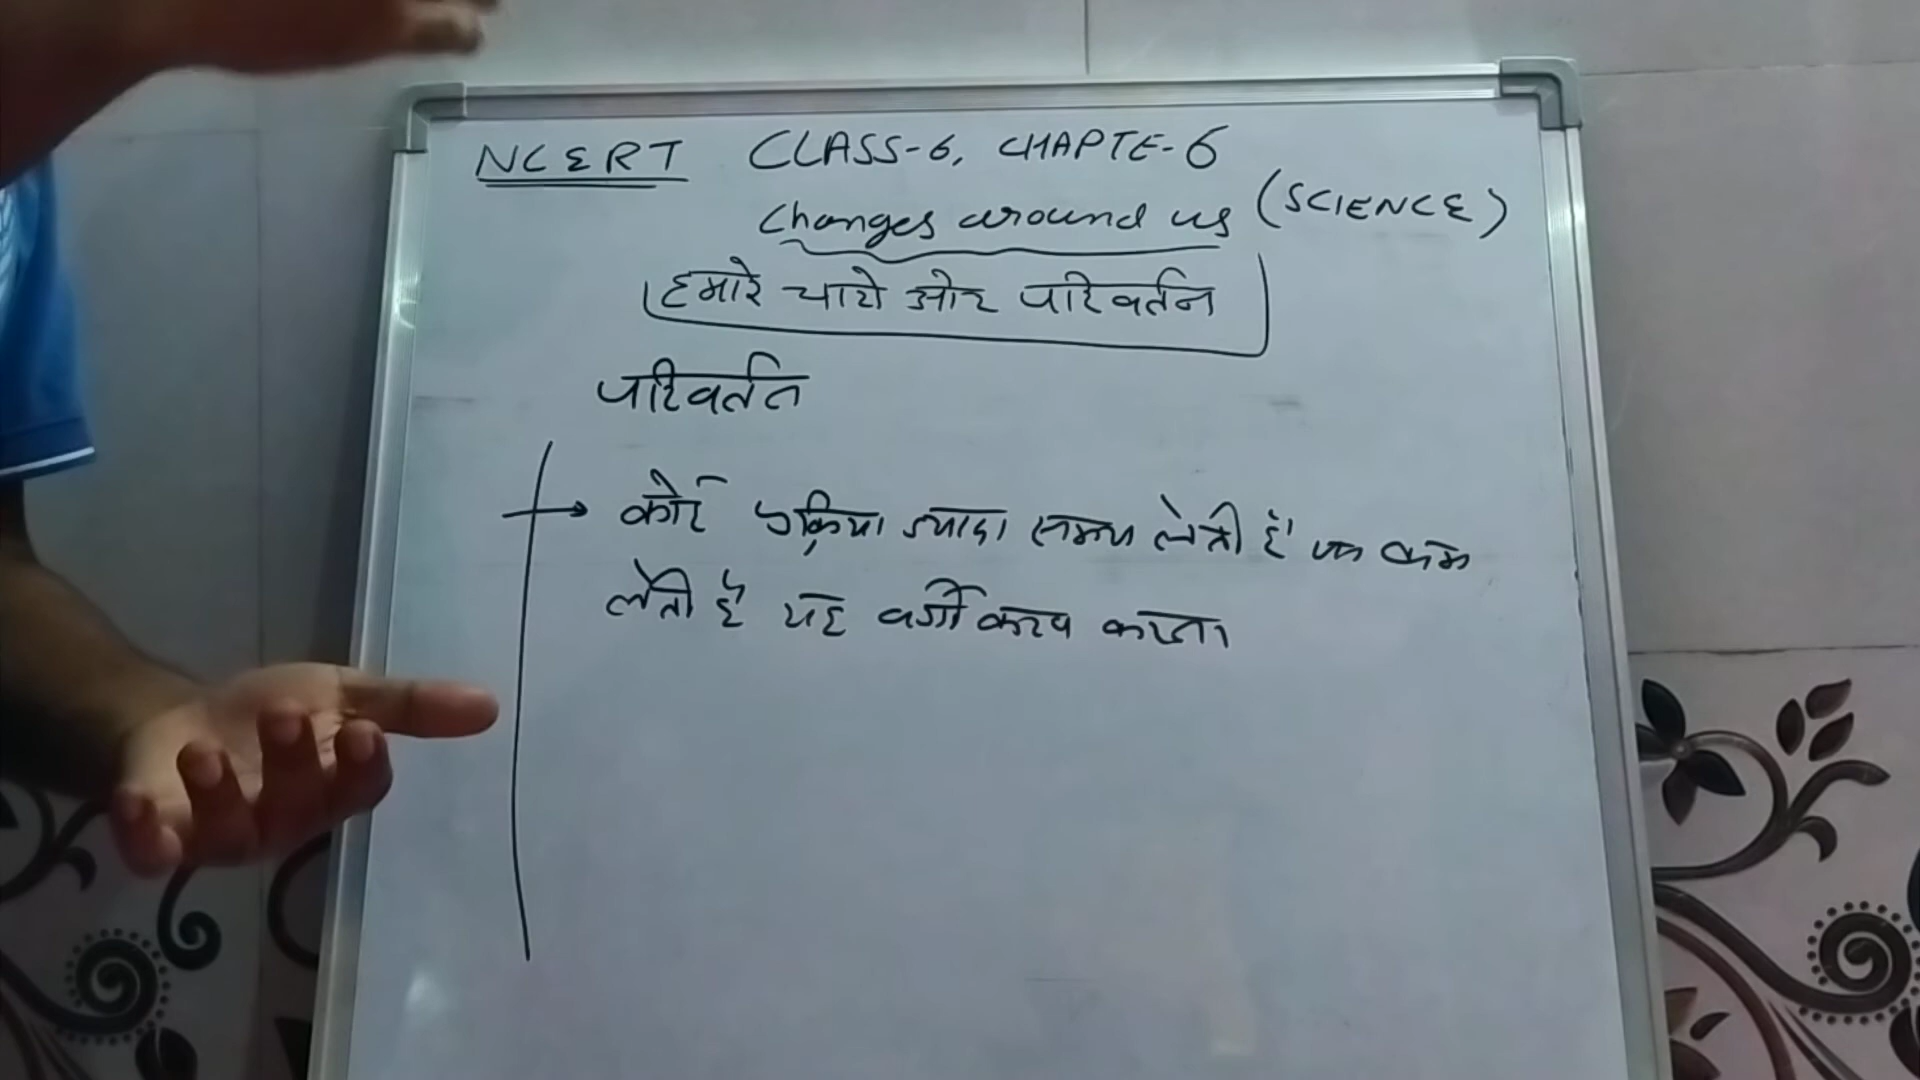 NCERT CLASS-6, CHAPTE-6
Changes around us (SCIENCE)
हमारे चारो ओर परिवर्तन
परिवर्तन
कोई प्रक्रिया ज्यादा समय लेती है या कम
लेती है यह वर्गीकरण करना